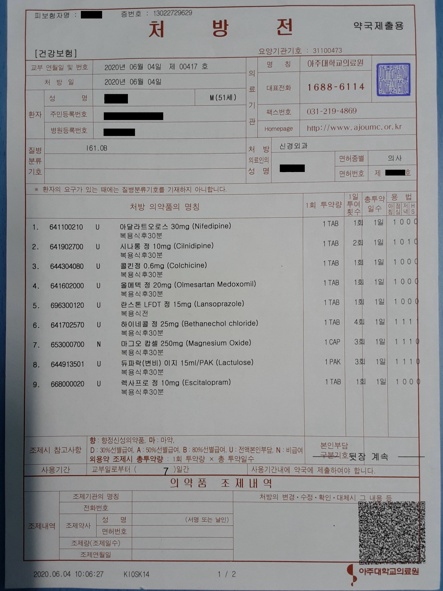 피보험자명 : 증번호 : 13022729629
처 방 전 약국제출용
[건강보험] 요양기관기호 : 31100473
교부 연월일 및 번호 2020년 06월 04일 제 00417 호
처 방 일 2020년 06월 04일
환자
성 명 M(51세)
주민등록번호
병원등록번호
의료기관
명 칭 아주대학교의료원
대표전화 1688-6114
팩스번호 031-219-4869
Homepage http://www.ajoumc.or.kr
질병분류기호 I61.0B
처 방 의료인의 성 명
신경외과 면허종별 의사
면허번호 제 호
* 환자의 요구가 있는 때에는 질병분류기호를 기재하지 아니합니다.
처방 의약품의 명칭 1회 투약량 1일투여횟수 총투약일수 용 법
1. 641100210 U 아달라트오로스 30mg (Nifedipine) 1 TAB 1회 1일 1 0 0 0
복용식후30분
2. 641902700 U 시나롱 정 10mg (Cilnidipine) 1 TAB 2회 1일 1 0 1 0
복용식후30분
3. 644304080 U 콜킨정 0.6mg (Colchicine) 1 TAB 1회 1일 1 0 0 0
복용식후30분
4. 641602000 U 올메텍 정 20mg (Olmesartan Medoxomil) 1 TAB 1회 1일 1 0 0 0
복용식후30분
5. 696300120 U 란스톤 LFDT 정 15mg (Lansoprazole) 1 TAB 1회 1일 1 0 0 0
복용식전
6. 641702570 U 하이네콜 정 25mg (Bethanechol chloride) 1 TAB 4회 1일 1 1 1 1
복용식후30분
7. 653000700 N 마그오 캅셀 250mg (Magnesium Oxide) 1 CAP 3회 1일 1 1 1 0
복용식후30분
8. 644913501 U 듀파락(변비) 이지 15ml/PAK (Lactulose) 1 PAK 3회 1일 1 1 1 0
복용식후30분
9. 668000020 U 렉사프로 정 10mg (Escitalopram) 1 TAB 1회 1일 1 0 0 0
복용식후30분
조제시 참고사항
향 : 향정신성의약품, 마 : 마약,
D : 30%선별급여, A : 50%선별급여, B : 80%선별급여, U : 전액본인부담, N : 비급여
외용약 조제시 총투약량 : 1회 투약량 × 총 투약일수
본인부담 구분기호 뒷장 계속
사용기간 교부일로부터 ( 7 )일간 사용기간내에 약국에 제출하여야 합니다.
의약품 조제내역
조제내역
조제기관의 명칭 처방의 변경·수정·확인·대체시 그 내용 등
전화번호
조제약사 성 명 (서명 또는 날인)
면허번호
조제량(조제일수)
조제연월일
2020.06.04 10:06:27 KI09K14 1 / 2 아주대학교의료원